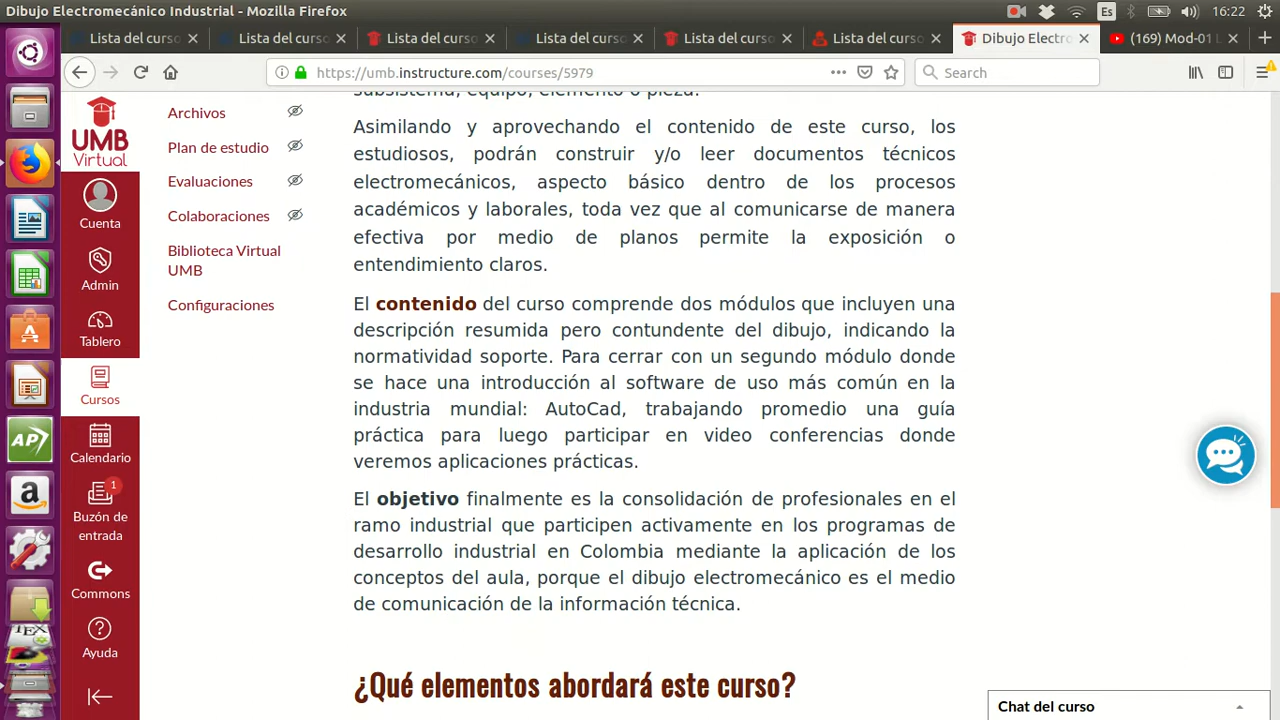 Dibujo Electromecánico Industrial - Mozilla Firefox
Es
16:22
Lista del curso
Lista del curso
Lista del curso
Lista del curso
Lista del curso
Lista del curso
Dibujo Electro
(169) Mod-01 L
https://umb.instructure.com/courses/5979
Search
UMB
Virtual
Cuenta
Admin
Tablero
Cursos
Calendario
1
Buzón de
entrada
Commons
Ayuda
Archivos
Plan de estudio
Evaluaciones
Colaboraciones
Biblioteca Virtual
UMB
Configuraciones
subsistema, equipo, elemento o pieza.
Asimilando y aprovechando el contenido de este curso, los
estudiosos, podrán construir y/o leer documentos técnicos
electromecánicos, aspecto básico dentro de los procesos
académicos y laborales, toda vez que al comunicarse de manera
efectiva por medio de planos permite la exposición o
entendimiento claros.
El contenido del curso comprende dos módulos que incluyen una
descripción resumida pero contundente del dibujo, indicando la
normatividad soporte. Para cerrar con un segundo módulo donde
se hace una introducción al software de uso más común en la
industria mundial: AutoCad, trabajando promedio una guía
práctica para luego participar en video conferencias donde
veremos aplicaciones prácticas.
El objetivo finalmente es la consolidación de profesionales en el
ramo industrial que participen activamente en los programas de
desarrollo industrial en Colombia mediante la aplicación de los
conceptos del aula, porque el dibujo electromecánico es el medio
de comunicación de la información técnica.
¿Qué elementos abordará este curso?
Chat del curso
AP
a
TEX